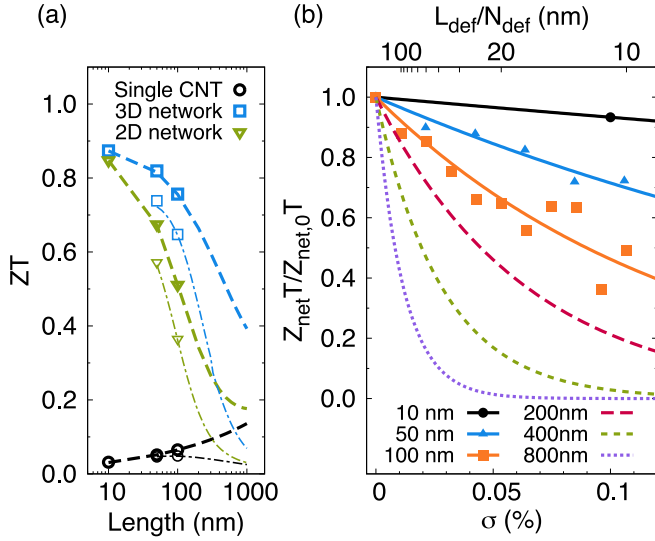 (a)
(b)
L_def/N_def (nm)
100 20 10
Single CNT
3D network
2D network
ZT
1.0
0.8
0.6
0.4
0.2
0.0
10 100 1000
Length (nm)
Z_net T/Z_net,0 T
1.0
0.8
0.6
0.4
0.2
0.0
10 nm 200nm
50 nm 400nm
100 nm 800nm
0 0.05 0.1
σ (%)